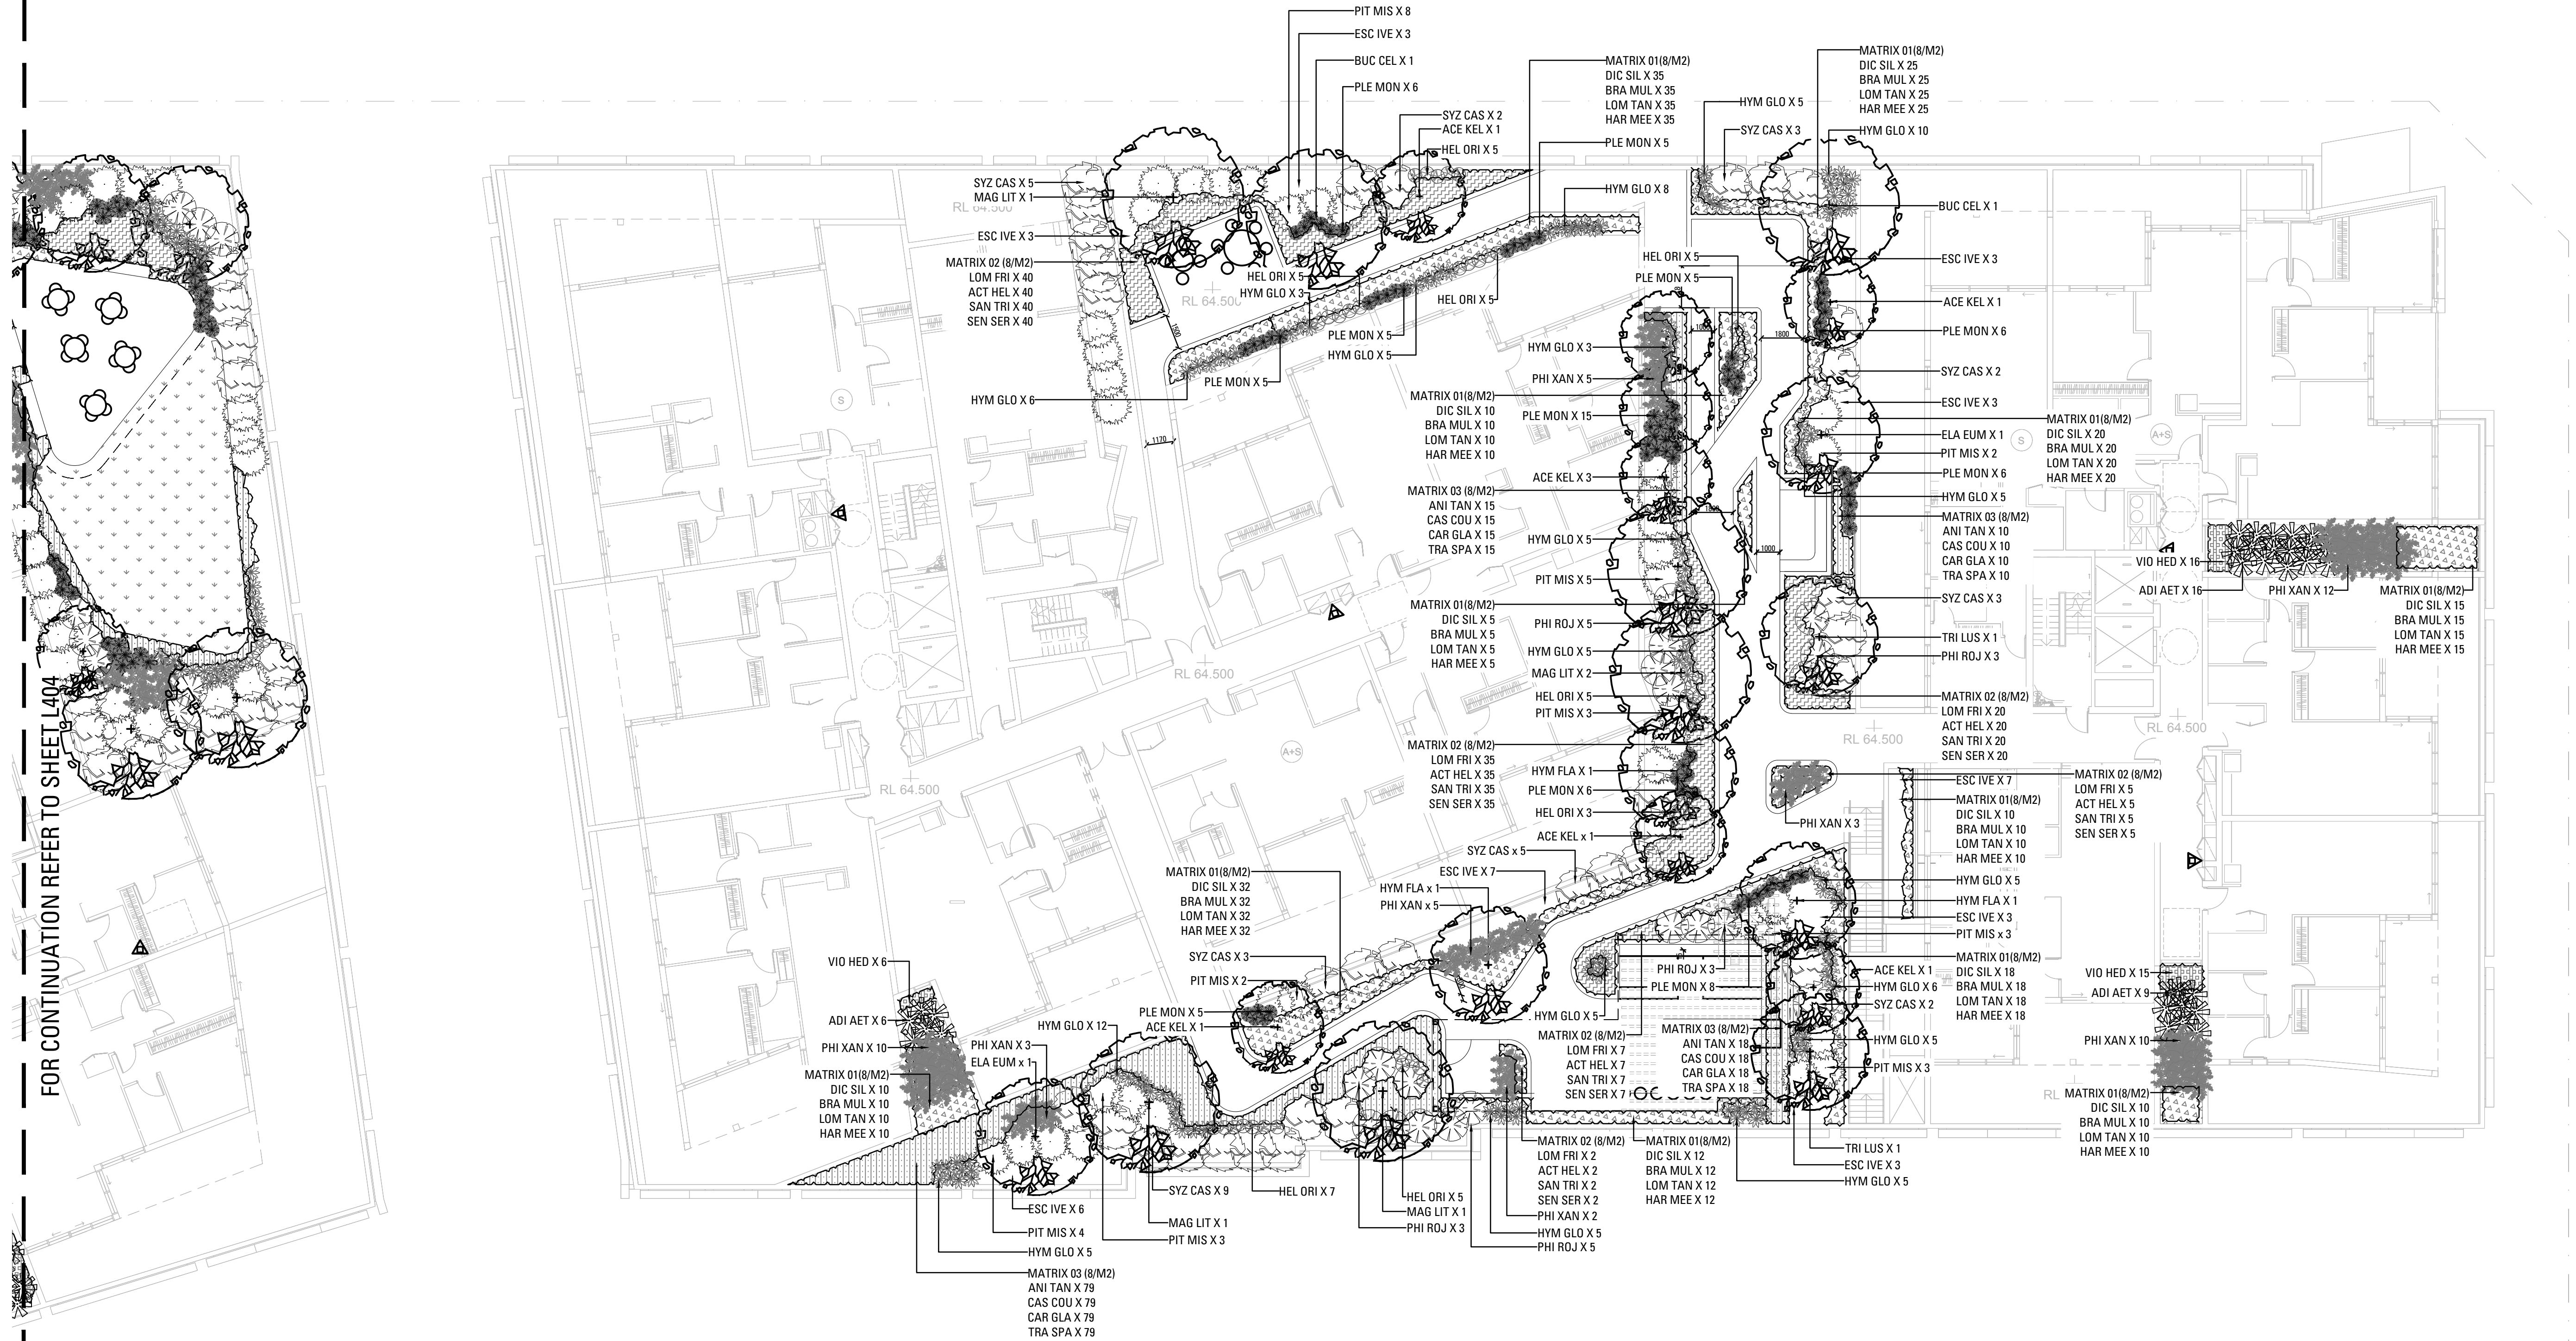 FOR CONTINUATION REFER TO SHEET L404
PIT MIS X 8
ESC IVE X 3
BUC CEL X 1
PLE MON X 6
SYZ CAS X 2
ACE KEL X 1
HEL ORI X 5
MATRIX 01(8/M2)
DIC SIL X 35
BRA MUL X 35
LOM TAN X 35
HAR MEE X 35
PLE MON X 5
HYM GLO X 8
HYM GLO X 5
SYZ CAS X 3
MATRIX 01(8/M2)
DIC SIL X 25
BRA MUL X 25
LOM TAN X 25
HAR MEE X 25
HYM GLO X 10
BUC CEL X 1
ESC IVE X 3
ACE KEL X 1
PLE MON X 6
SYZ CAS X 2
ESC IVE X 3
ELA EUM X 1
PIT MIS X 2
PLE MON X 6
HYM GLO X 5
MATRIX 03 (8/M2)
ANI TAN X 10
CAS COU X 10
CAR GLA X 10
TRA SPA X 10
SYZ CAS X 3
TRI LUS X 1
PHI ROJ X 3
MATRIX 02 (8/M2)
LOM FRI X 20
ACT HEL X 20
SAN TRI X 20
SEN SER X 20
MATRIX 01(8/M2)
DIC SIL X 20
BRA MUL X 20
LOM TAN X 20
HAR MEE X 20
S
A+S
SYZ CAS X 5
MAG LIT X 1
RL 64.500
ESC IVE X 3
MATRIX 02 (8/M2)
LOM FRI X 40
ACT HEL X 40
SAN TRI X 40
SEN SER X 40
HEL ORI X 5
HYM GLO X 3
RL 64.500
HEL ORI X 5
PLE MON X 5
HYM GLO X 5
PLE MON X 5
HYM GLO X 6
1500
1170
S
HEL ORI X 5
PLE MON X 5
1800
HYM GLO X 3
PHI XAN X 5
MATRIX 01(8/M2)
DIC SIL X 10
BRA MUL X 10
LOM TAN X 10
HAR MEE X 10
PLE MON X 15
ACE KEL X 3
MATRIX 03 (8/M2)
ANI TAN X 15
CAS COU X 15
CAR GLA X 15
TRA SPA X 15
1000
HYM GLO X 5
PIT MIS X 5
MATRIX 01(8/M2)
DIC SIL X 5
BRA MUL X 5
LOM TAN X 5
HAR MEE X 5
PHI ROJ X 5
HYM GLO X 5
MAG LIT X 2
HEL ORI X 5
PIT MIS X 3
MATRIX 02 (8/M2)
LOM FRI X 35
ACT HEL X 35
SAN TRI X 35
SEN SER X 35
HYM FLA X 1
PLE MON X 6
HEL ORI X 3
ACE KEL x 1
RL 64.500
RL 64.500
A+S
RL 64.500
RL 64.500
VIO HED X 16
ADI AET X 16
PHI XAN X 12
MATRIX 01(8/M2)
DIC SIL X 15
BRA MUL X 15
LOM TAN X 15
HAR MEE X 15
PHI XAN X 3
MATRIX 02 (8/M2)
LOM FRI X 5
ACT HEL X 5
SAN TRI X 5
SEN SER X 5
ESC IVE X 7
MATRIX 01(8/M2)
DIC SIL X 10
BRA MUL X 10
LOM TAN X 10
HAR MEE X 10
HYM GLO X 5
HYM FLA X 1
ESC IVE X 3
PIT MIS x 3
MATRIX 01(8/M2)
DIC SIL X 18
BRA MUL X 18
LOM TAN X 18
HAR MEE X 18
ACE KEL X 1
HYM GLO X 6
SYZ CAS X 2
HYM GLO X 5
PIT MIS X 3
SYZ CAS x 5
ESC IVE X 7
HYM FLA x 1
PHI XAN x 5
MATRIX 01(8/M2)
DIC SIL X 32
BRA MUL X 32
LOM TAN X 32
HAR MEE X 32
SYZ CAS X 3
PIT MIS X 2
PLE MON X 5
ACE KEL X 1
PHI ROJ X 3
PLE MON X 8
HYM GLO X 5
MATRIX 02 (8/M2)
LOM FRI X 7
ACT HEL X 7
SAN TRI X 7
SEN SER X 7
MATRIX 03 (8/M2)
ANI TAN X 18
CAS COU X 18
CAR GLA X 18
TRA SPA X 18
VIO HED X 6
ADI AET X 6
PHI XAN X 10
MATRIX 01(8/M2)
DIC SIL X 10
BRA MUL X 10
LOM TAN X 10
HAR MEE X 10
HYM GLO X 12
PHI XAN X 3
ELA EUM x 1
VIO HED X 15
ADI AET X 9
PHI XAN X 10
RL
MATRIX 01(8/M2)
DIC SIL X 10
BRA MUL X 10
LOM TAN X 10
HAR MEE X 10
MATRIX 02 (8/M2)
LOM FRI X 2
ACT HEL X 2
SAN TRI X 2
SEN SER X 2
PHI XAN X 2
HYM GLO X 5
PHI ROJ X 5
MATRIX 01(8/M2)
DIC SIL X 12
BRA MUL X 12
LOM TAN X 12
HAR MEE X 12
TRI LUS X 1
ESC IVE X 3
HYM GLO X 5
HEL ORI X 5
MAG LIT X 1
PHI ROJ X 3
HEL ORI X 7
SYZ CAS X 9
MAG LIT X 1
PIT MIS X 3
ESC IVE X 6
PIT MIS X 4
HYM GLO X 5
MATRIX 03 (8/M2)
ANI TAN X 79
CAS COU X 79
CAR GLA X 79
TRA SPA X 79